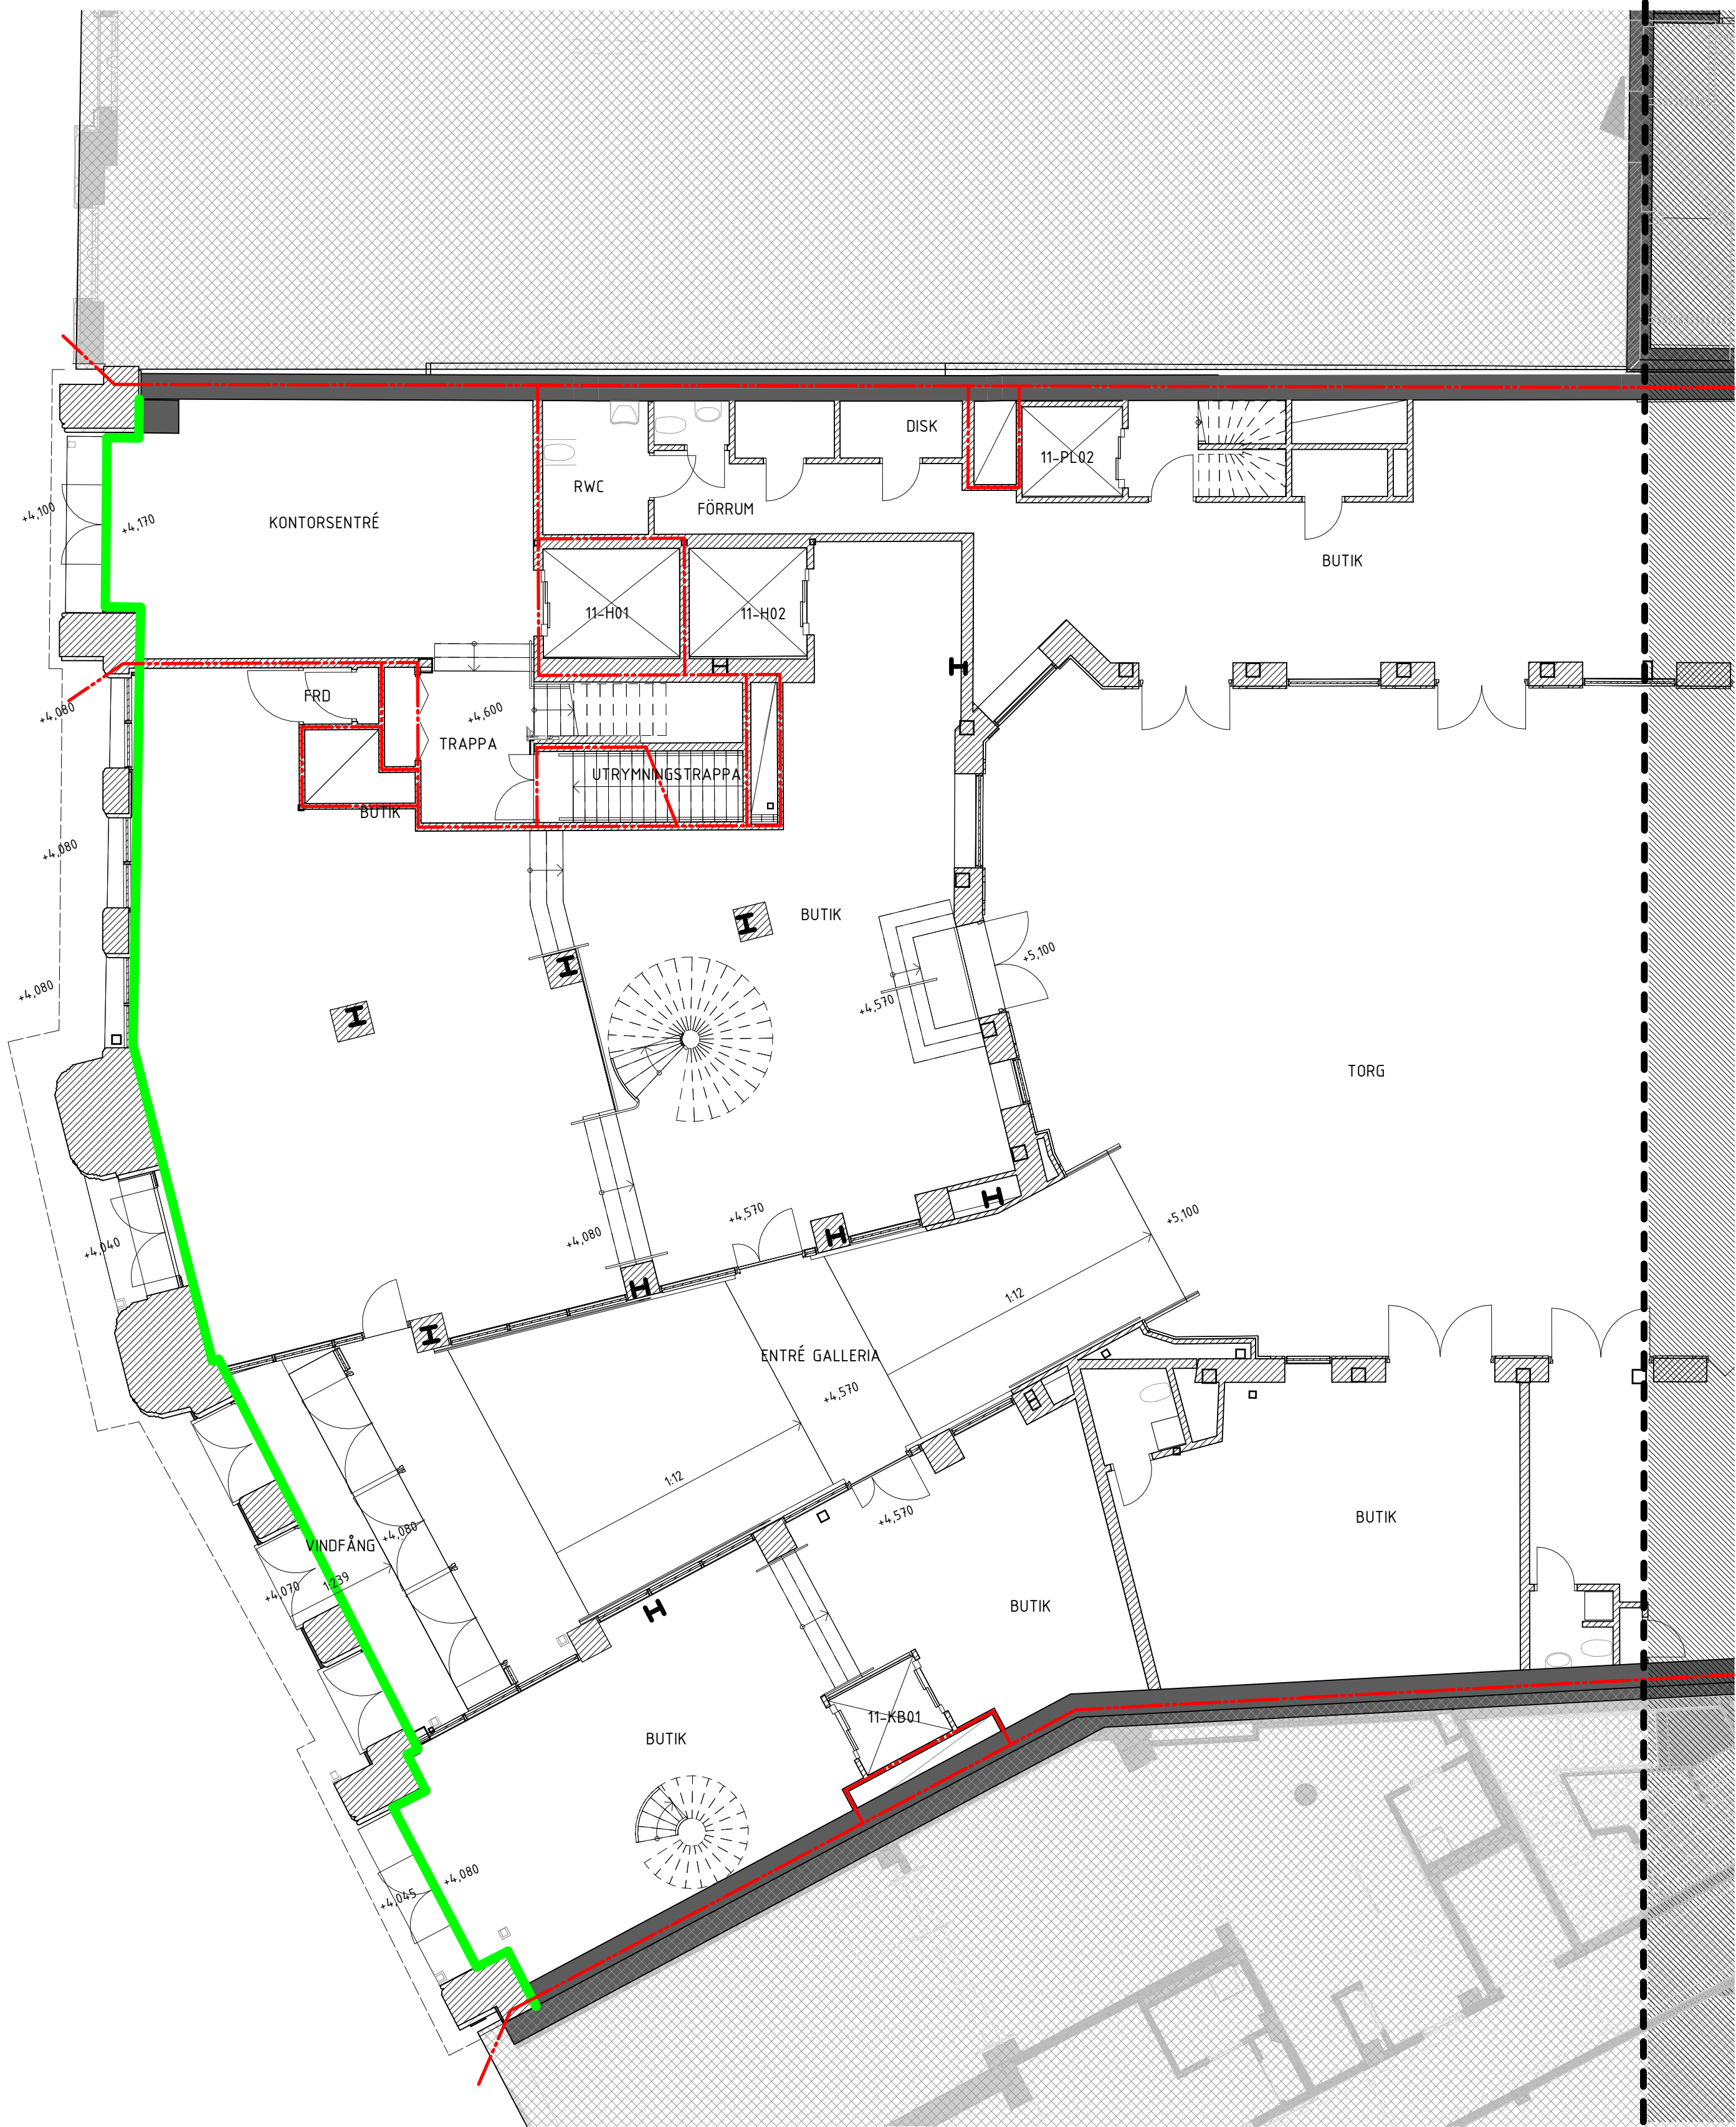 DISK
11-PL02
RWC
FÖRRUM
+4,100
+4,170
KONTORSENTRÉ
BUTIK
11-H01
11-H02
FRD
+4,080
+4,600
TRAPPA
UTRYMNINGSTRAPPA
BUTIK
+4,080
BUTIK
+5,100
+4,080
+4,570
TORG
+4,570
+5,100
+4,080
+4,040
1:12
ENTRÉ GALLERIA
+4,570
1:12
+4,570
BUTIK
+4,080
VINDFÅNG
1:239
+4,070
BUTIK
11-KB01
BUTIK
+4,080
+4,045